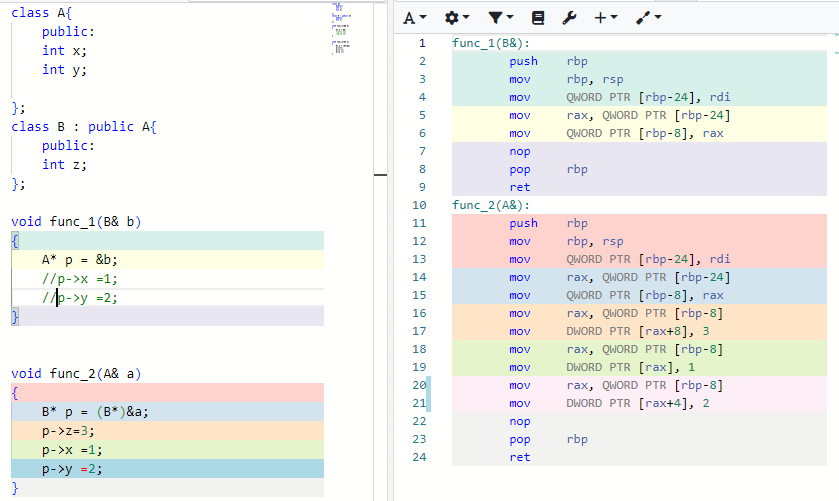 class A{
public:
int x;
int y;
};
class B : public A{
public:
int z;
};
void func_1(B& b)
{
A* p = &b;
//p->x =1;
//p->y =2;
}
void func_2(A& a)
{
B* p = (B*)&a;
p->z=3;
p->x =1;
p->y =2;
}
A
1 func_1(B&):
2 push rbp
3 mov rbp, rsp
4 mov QWORD PTR [rbp-24], rdi
5 mov rax, QWORD PTR [rbp-24]
6 mov QWORD PTR [rbp-8], rax
7 nop
8 pop rbp
9 ret
10 func_2(A&):
11 push rbp
12 mov rbp, rsp
13 mov QWORD PTR [rbp-24], rdi
14 mov rax, QWORD PTR [rbp-24]
15 mov QWORD PTR [rbp-8], rax
16 mov rax, QWORD PTR [rbp-8]
17 mov DWORD PTR [rax+8], 3
18 mov rax, QWORD PTR [rbp-8]
19 mov DWORD PTR [rax], 1
20 mov rax, QWORD PTR [rbp-8]
21 mov DWORD PTR [rax+4], 2
22 nop
23 pop rbp
24 ret